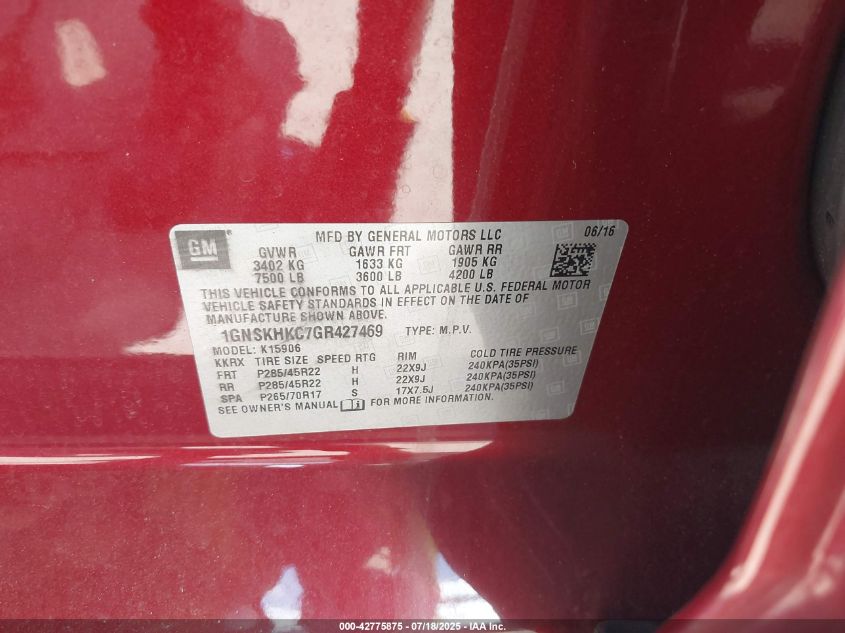 GM
MFD BY GENERAL MOTORS LLC 06/16
GVWR GAWR FRT GAWR RR
3402 KG 1633 KG 1905 KG
7500 LB 3600 LB 4200 LB
THIS VEHICLE CONFORMS TO ALL APPLICABLE U.S. FEDERAL MOTOR
VEHICLE SAFETY STANDARDS IN EFFECT ON THE DATE OF
MANUFACTURE SHOWN ABOVE.
1GNSKHKC7GR427469 TYPE: M.P.V.
MODEL: K15906
KKRX TIRE SIZE SPEED RTG RIM COLD TIRE PRESSURE
FRT P285/45R22 H 22X9J 240KPA(35PSI)
RR P285/45R22 H 22X9J 240KPA(35PSI)
SPA P265/70R17 S 17X7.5J 240KPA(35PSI)
SEE OWNER'S MANUAL FOR MORE INFORMATION.
000-42775875 - 07/18/2025 - IAA Inc.